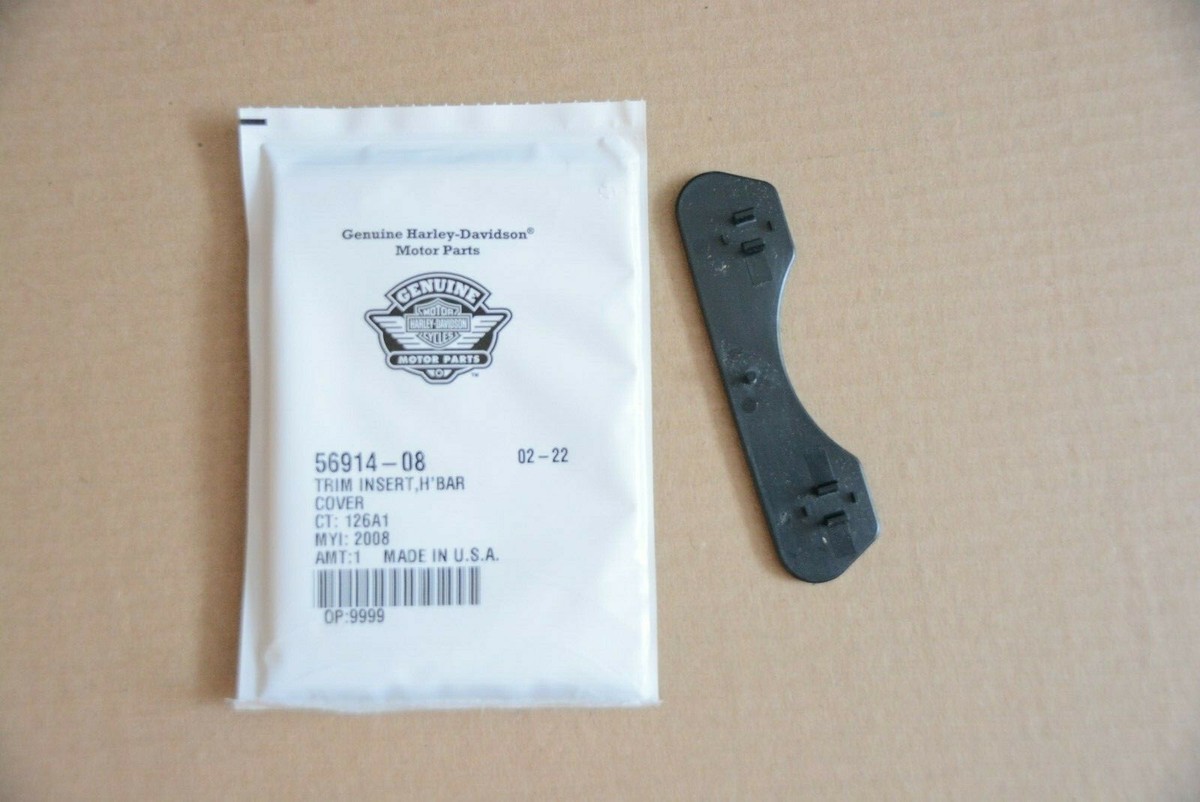 Genuine Harley-Davidson®
Motor Parts
GENUINE
MOTOR
HARLEY-DAVIDSON
CYCLES
MOTOR PARTS
™
56914-08 02-22
TRIM INSERT,H'BAR
COVER
CT: 126A1
MYI: 2008
AMT:1 MADE IN U.S.A.
OP:9999